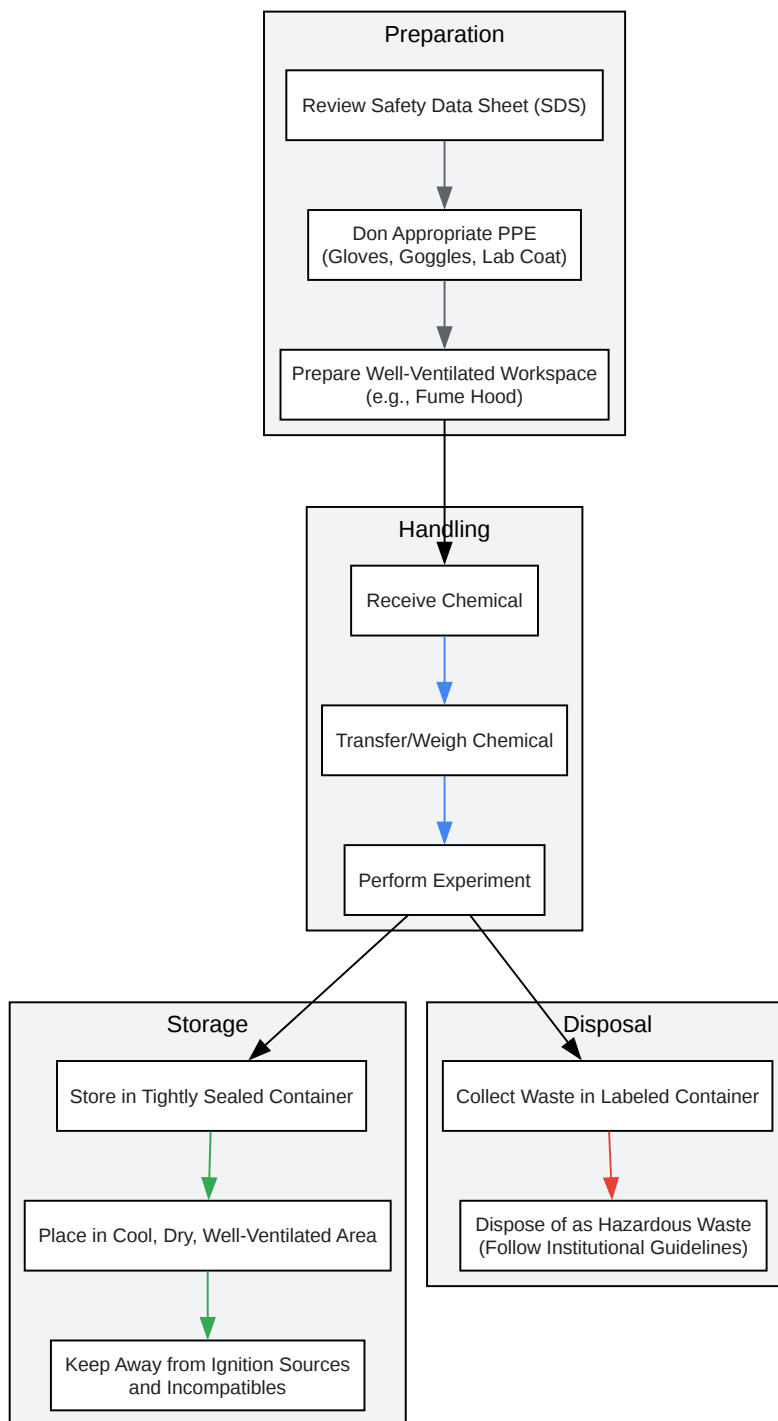 Preparation
Review Safety Data Sheet (SDS)
Don Appropriate PPE
(Gloves, Goggles, Lab Coat)
Prepare Well-Ventilated Workspace
(e.g., Fume Hood)
Handling
Receive Chemical
Transfer/Weigh Chemical
Perform Experiment
Storage
Store in Tightly Sealed Container
Place in Cool, Dry, Well-Ventilated Area
Keep Away from Ignition Sources
and Incompatibles
Disposal
Collect Waste in Labeled Container
Dispose of as Hazardous Waste
(Follow Institutional Guidelines)